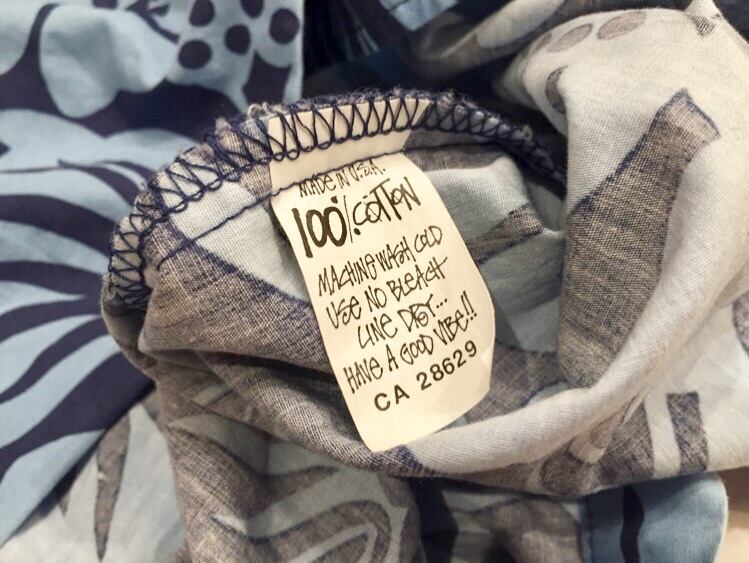 MADE IN U.S.A.
100% COTTON
MACHINE WASH COLD
USE NO BLEACH
LINE DRY...
HAVE A GOOD VIBE!!
CA 28629